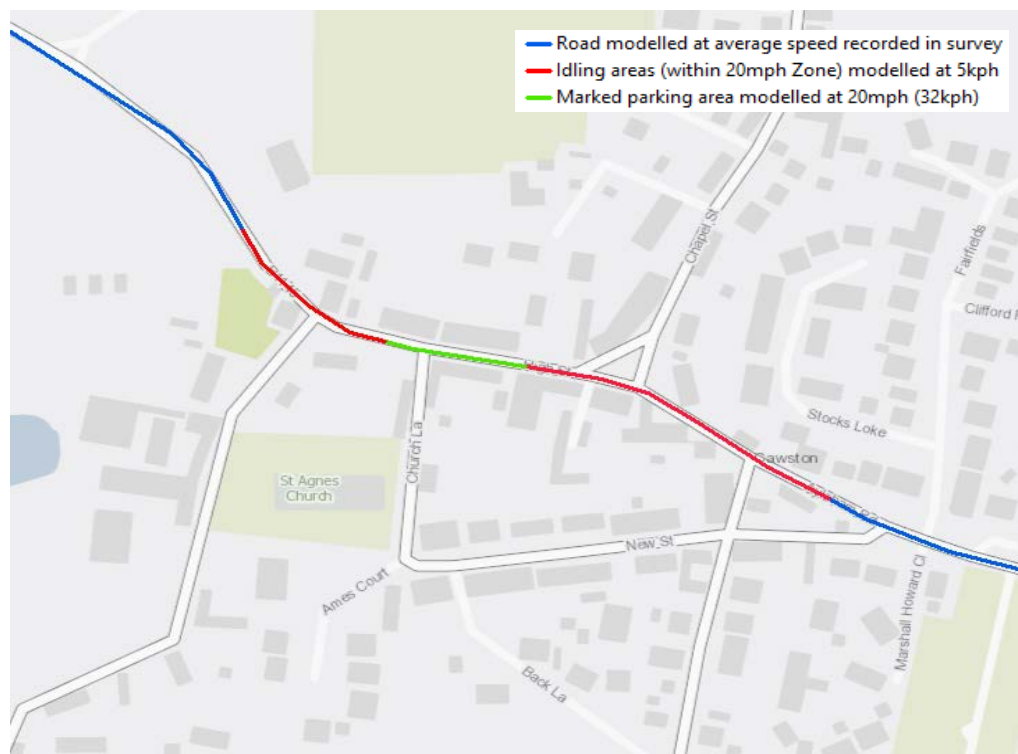 Road modelled at average speed recorded in survey
Idling areas (within 20mph Zone) modelled at 5kph
Marked parking area modelled at 20mph (32kph)
Chapel St
Fairfields
Clifford
High St
Stocks Loke
Church La
St Agnes
Church
New St
Ames Court
Marshall Howard Cl
Back La